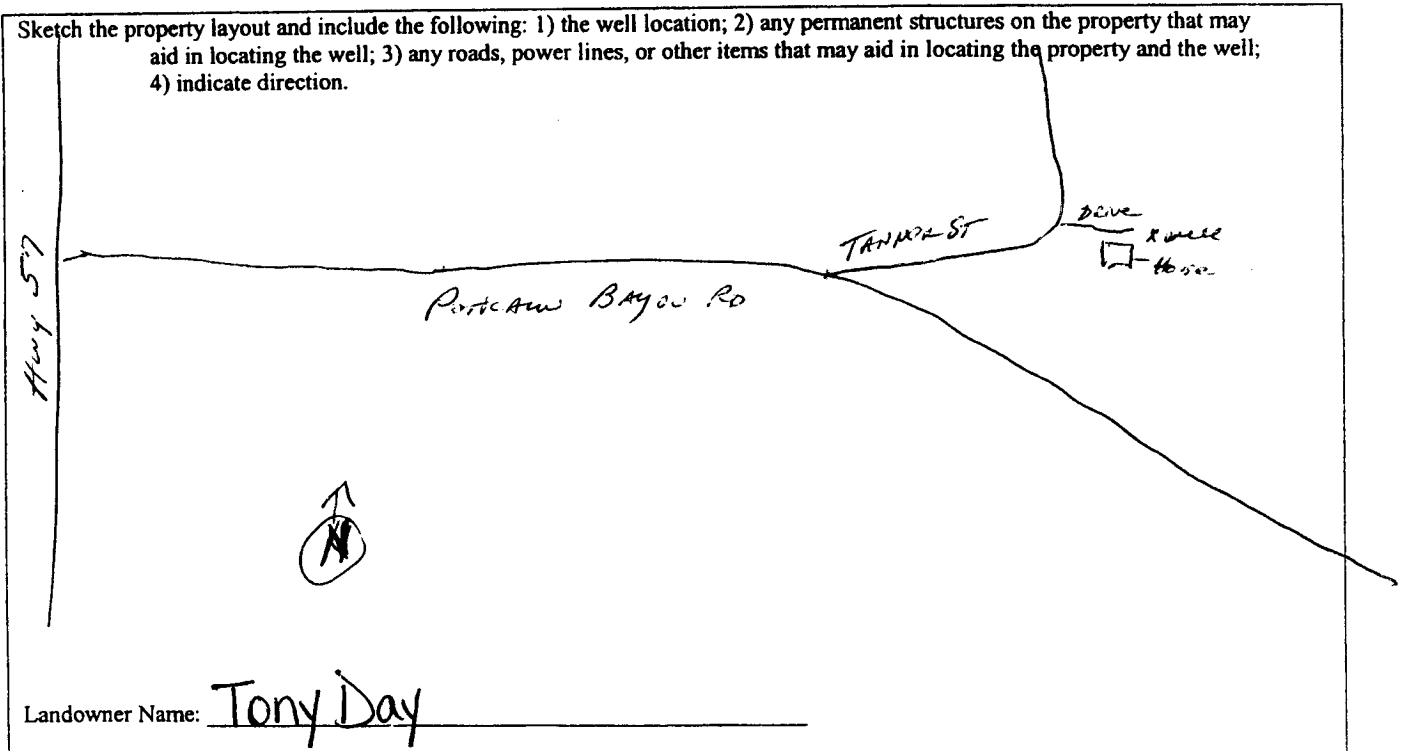 Sketch the property layout and include the following: 1) the well location; 2) any permanent structures on the property that may
aid in locating the well; 3) any roads, power lines, or other items that may aid in locating the property and the well;
4) indicate direction.
Drive
TANNOR ST
X well
House
Hwy 57
Bayou Rd
N
Landowner Name: Tony Day